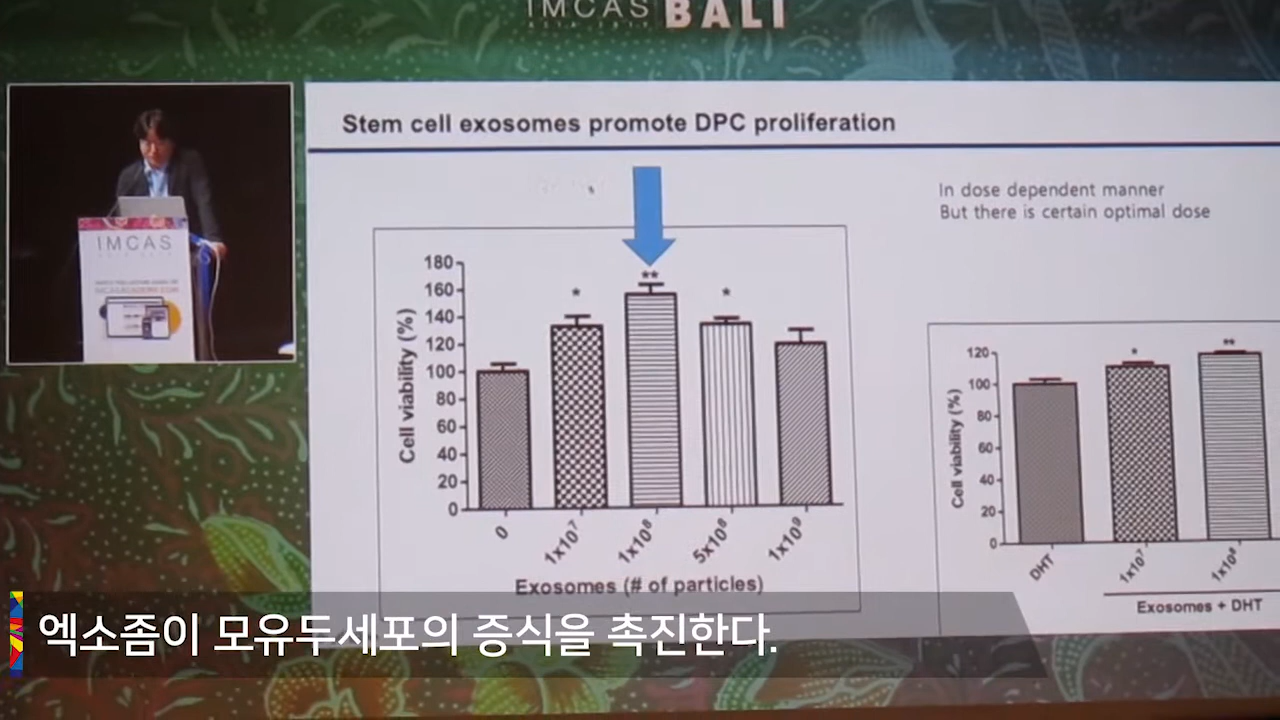 IMCAS BALI
IMCAS
Stem cell exosomes promote DPC proliferation
In dose dependent manner
But there is certain optimal dose
Cell viability (%)
180
160
140
120
100
80
60
40
20
0
*
**
*
0
1x10⁷
1x10⁸
5x10⁸
1x10⁹
Exosomes (# of particles)
Cell viability (%)
120
100
80
60
40
20
0
*
**
DHT
1x10⁷
1x10⁸
Exosomes + DHT
엑소좀이 모유두세포의 증식을 촉진한다.